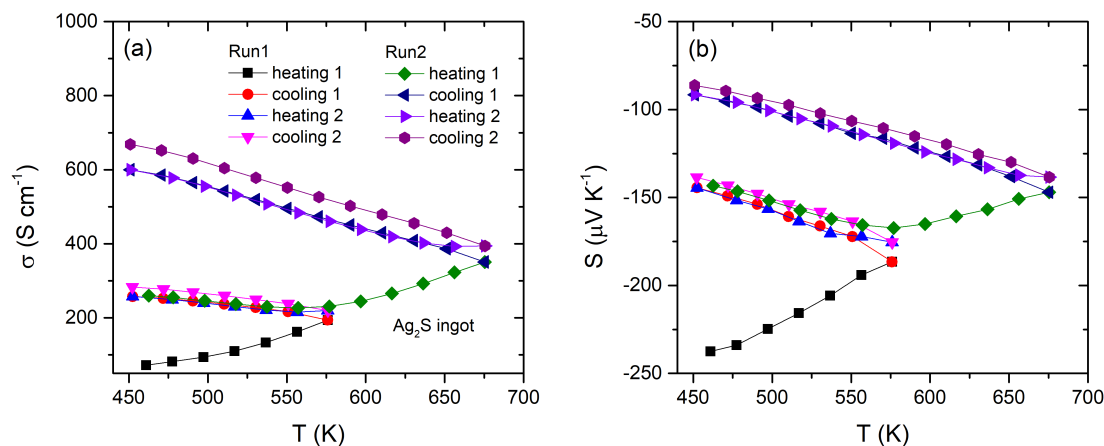 (a)
Run1
Run2
heating 1
heating 1
cooling 1
cooling 1
heating 2
heating 2
cooling 2
cooling 2
Ag₂S ingot
σ (S cm⁻¹)
1000
800
600
400
200
450 500 550 600 650 700
T (K)
(b)
S (μV K⁻¹)
-50
-100
-150
-200
-250
450 500 550 600 650 700
T (K)